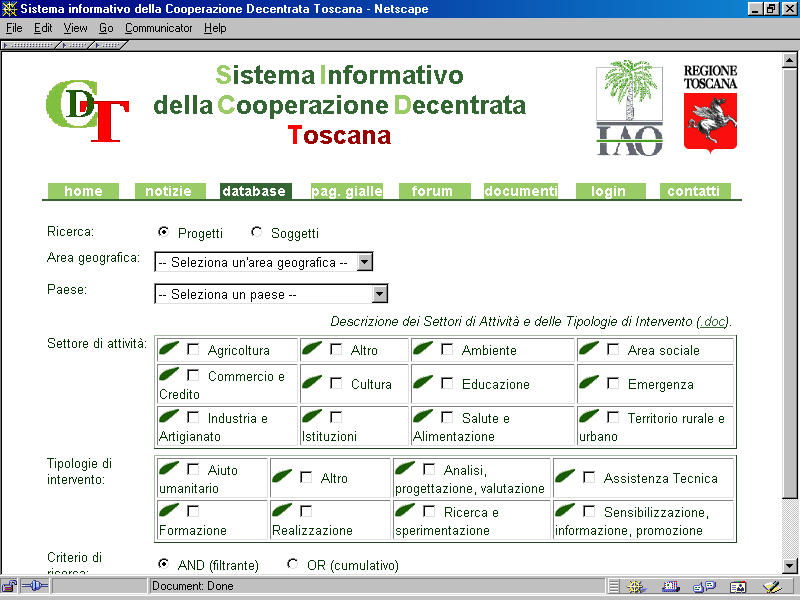 Sistema informativo della Cooperazione Decentrata Toscana - Netscape
File Edit View Go Communicator Help
Sistema Informativo
della Cooperazione Decentrata
Toscana
CDT
IAO
REGIONE
TOSCANA
home notizie database pag. gialle forum documenti login contatti
Ricerca: Progetti Soggetti
Area geografica: -- Seleziona un'area geografica --
Paese: -- Seleziona un paese --
Descrizione dei Settori di Attività e delle Tipologie di Intervento (.doc).
Settore di attività: Agricoltura Altro Ambiente Area sociale
Commercio e
Credito Cultura Educazione Emergenza
Industria e
Artigianato Istituzioni Salute e
Alimentazione Territorio rurale e
urbano
Tipologie di
intervento: Aiuto
umanitario Altro Analisi,
progettazione, valutazione Assistenza Tecnica
Formazione Realizzazione Ricerca e
sperimentazione Sensibilizzazione,
informazione, promozione
Criterio di
ricerca: AND (filtrante) OR (cumulativo)
Document: Done